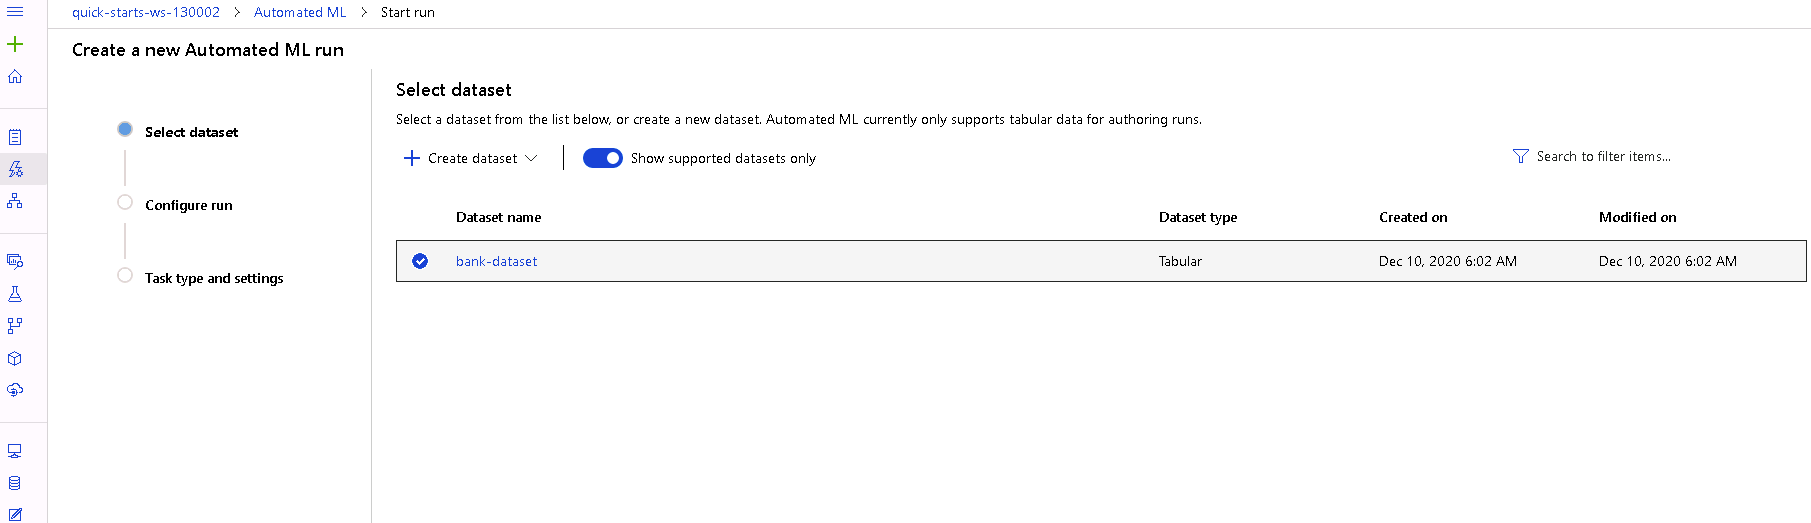 quick-starts-ws-130002 > Automated ML > Start run
Create a new Automated ML run
Select dataset
Configure run
Task type and settings
Select dataset
Select a dataset from the list below, or create a new dataset. Automated ML currently only supports tabular data for authoring runs.
Create dataset Show supported datasets only Search to filter items...
Dataset name Dataset type Created on Modified on
bank-dataset Tabular Dec 10, 2020 6:02 AM Dec 10, 2020 6:02 AM